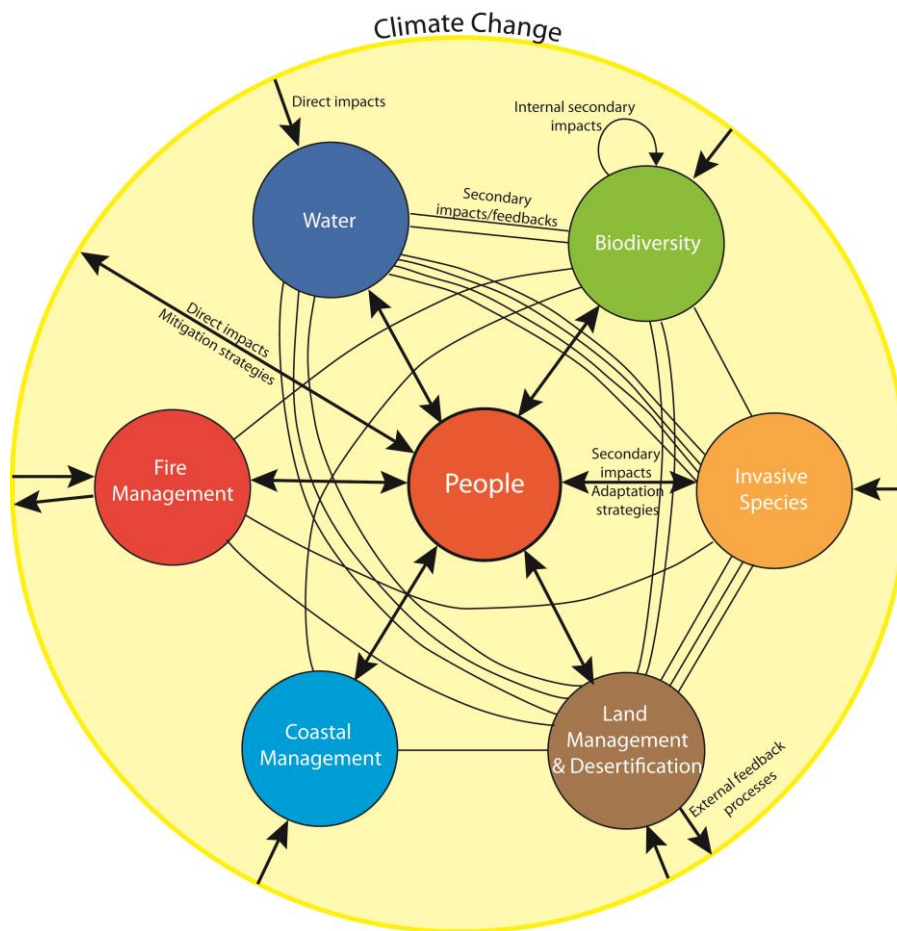 Climate Change
Direct impacts
Internal secondary
impacts
Secondary
impacts/feedbacks
Water
Biodiversity
Direct impacts
Mitigation strategies
Fire
Management
People
Secondary
impacts
Adaptation
strategies
Invasive
Species
Coastal
Management
Land
Management
& Desertification
External feedback
processes